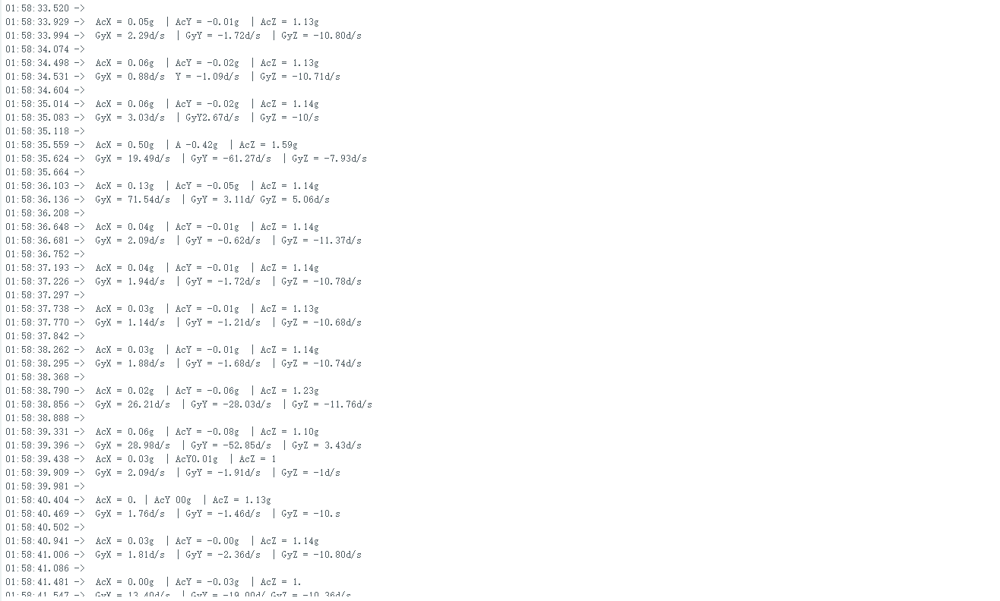 01:58:33.520 ->
01:58:33.929 -> AcX = 0.05g | AcY = -0.01g | AcZ = 1.13g
01:58:33.994 -> GyX = 2.29d/s | GyY = -1.72d/s | GyZ = -10.80d/s
01:58:34.074 ->
01:58:34.498 -> AcX = 0.06g | AcY = -0.02g | AcZ = 1.13g
01:58:34.531 -> GyX = 0.88d/s Y = -1.09d/s | GyZ = -10.71d/s
01:58:34.604 ->
01:58:35.014 -> AcX = 0.06g | AcY = -0.02g | AcZ = 1.14g
01:58:35.083 -> GyX = 3.03d/s | GyY2.67d/s | GyZ = -10/s
01:58:35.118 ->
01:58:35.559 -> AcX = 0.50g | A -0.42g | AcZ = 1.59g
01:58:35.624 -> GyX = 19.49d/s | GyY = -61.27d/s | GyZ = -7.93d/s
01:58:35.664 ->
01:58:36.103 -> AcX = 0.13g | AcY = -0.05g | AcZ = 1.14g
01:58:36.136 -> GyX = 71.54d/s | GyY = 3.11d/ GyZ = 5.06d/s
01:58:36.208 ->
01:58:36.648 -> AcX = 0.04g | AcY = -0.01g | AcZ = 1.14g
01:58:36.681 -> GyX = 2.09d/s | GyY = -0.62d/s | GyZ = -11.37d/s
01:58:36.752 ->
01:58:37.193 -> AcX = 0.04g | AcY = -0.01g | AcZ = 1.14g
01:58:37.226 -> GyX = 1.94d/s | GyY = -1.72d/s | GyZ = -10.78d/s
01:58:37.297 ->
01:58:37.738 -> AcX = 0.03g | AcY = -0.01g | AcZ = 1.13g
01:58:37.770 -> GyX = 1.14d/s | GyY = -1.21d/s | GyZ = -10.68d/s
01:58:37.842 ->
01:58:38.262 -> AcX = 0.03g | AcY = -0.01g | AcZ = 1.14g
01:58:38.295 -> GyX = 1.88d/s | GyY = -1.68d/s | GyZ = -10.74d/s
01:58:38.368 ->
01:58:38.790 -> AcX = 0.02g | AcY = -0.06g | AcZ = 1.23g
01:58:38.856 -> GyX = 26.21d/s | GyY = -28.03d/s | GyZ = -11.76d/s
01:58:38.888 ->
01:58:39.331 -> AcX = 0.06g | AcY = -0.08g | AcZ = 1.10g
01:58:39.396 -> GyX = 28.98d/s | GyY = -52.85d/s | GyZ = 3.43d/s
01:58:39.438 -> AcX = 0.03g | AcY0.01g | AcZ = 1
01:58:39.909 -> GyX = 2.09d/s | GyY = -1.91d/s | GyZ = -1d/s
01:58:39.981 ->
01:58:40.404 -> AcX = 0. | AcY 00g | AcZ = 1.13g
01:58:40.469 -> GyX = 1.76d/s | GyY = -1.46d/s | GyZ = -10.s
01:58:40.502 ->
01:58:40.941 -> AcX = 0.03g | AcY = -0.00g | AcZ = 1.14g
01:58:41.006 -> GyX = 1.81d/s | GyY = -2.36d/s | GyZ = -10.80d/s
01:58:41.086 ->
01:58:41.481 -> AcX = 0.00g | AcY = -0.03g | AcZ = 1.
01:58:41.547 -> GyX = 13.40d/s | GyY = -19.00d/ GyZ = -10.36d/s